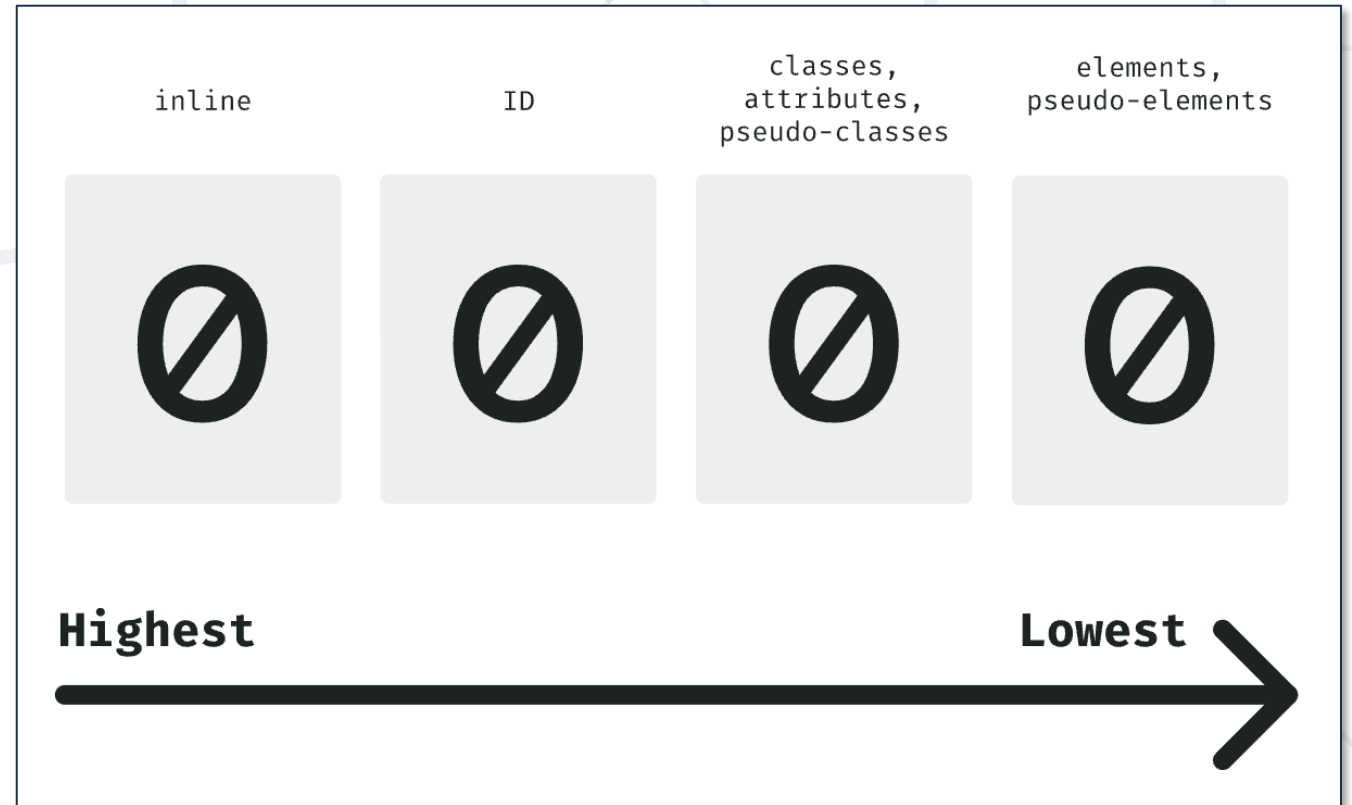 inline
ID
classes,
attributes,
pseudo-classes
elements,
pseudo-elements
0
0
0
0
Highest
Lowest